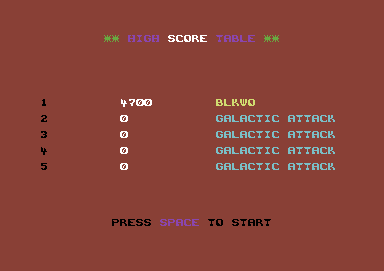 ** HIGH SCORE TABLE **
1 4700 BLKWO
2 0 GALACTIC ATTACK
3 0 GALACTIC ATTACK
4 0 GALACTIC ATTACK
5 0 GALACTIC ATTACK
PRESS SPACE TO START